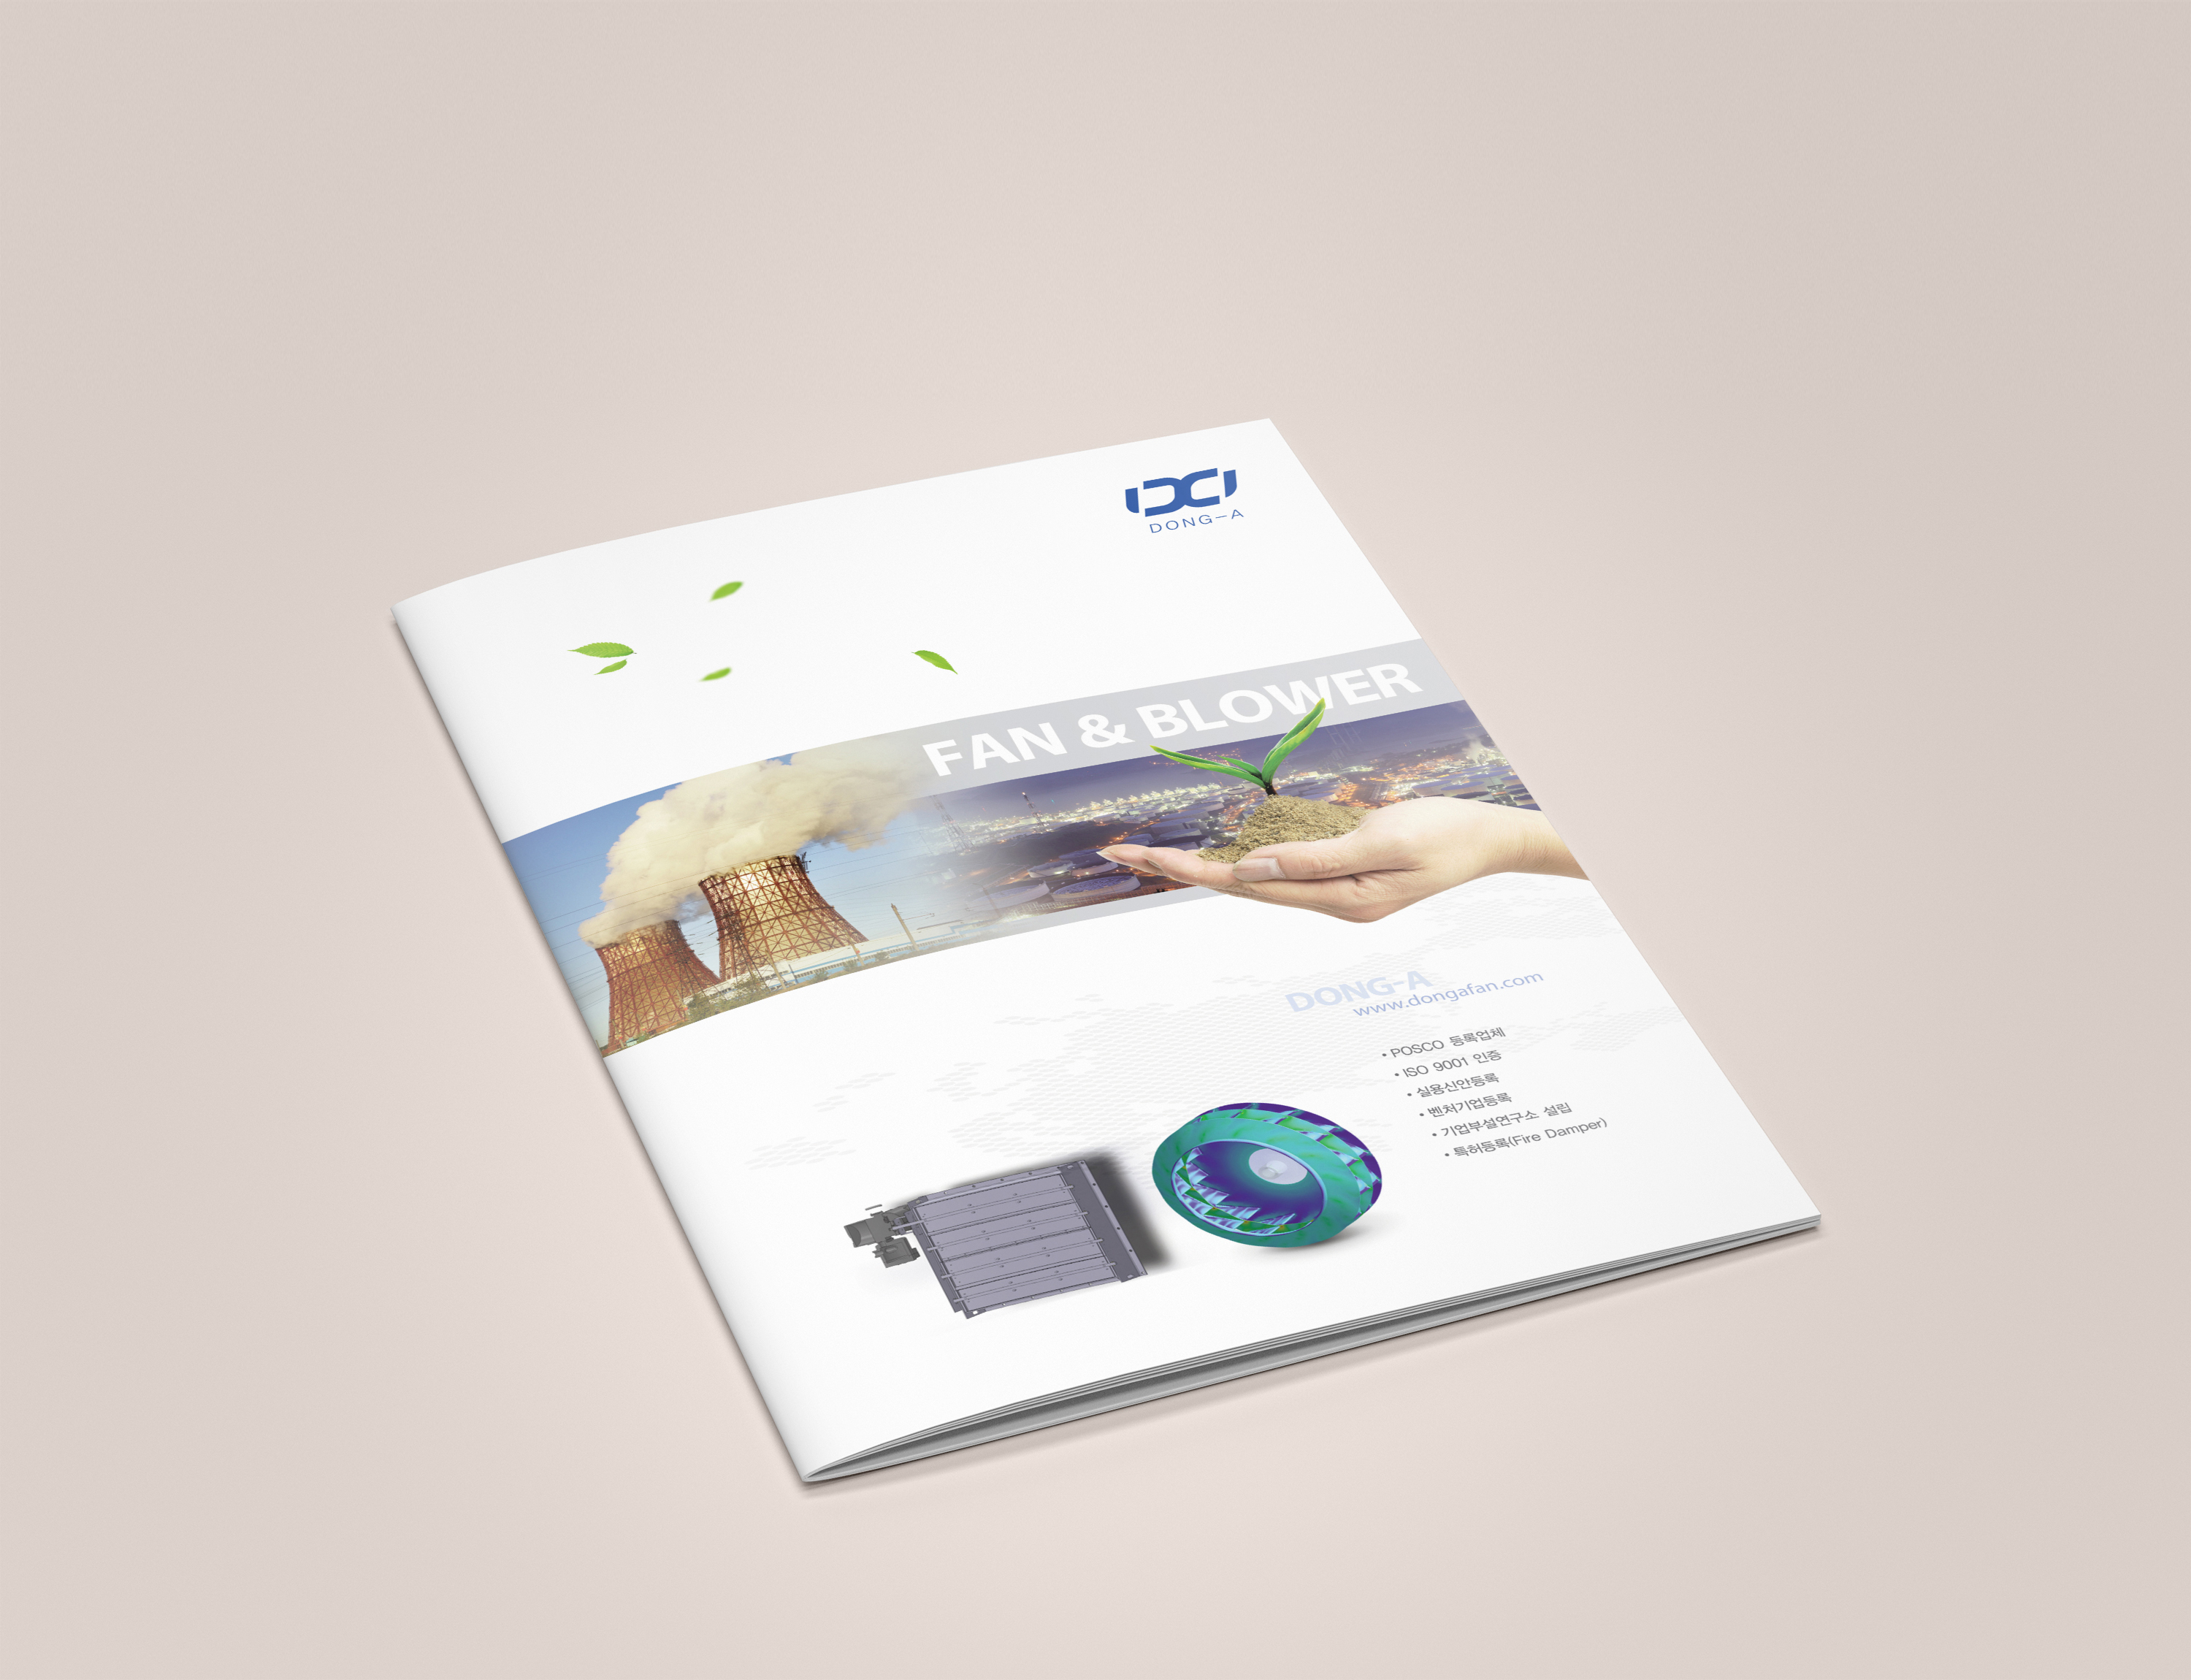 DONG-A
FAN & BLOWER
DONG-A
www.dongafan.com
• POSCO 등록업체
• ISO 9001 인증
• 실용신안등록
• 벤처기업등록
• 기업부설연구소 설립
• 특허등록(Fire Damper)